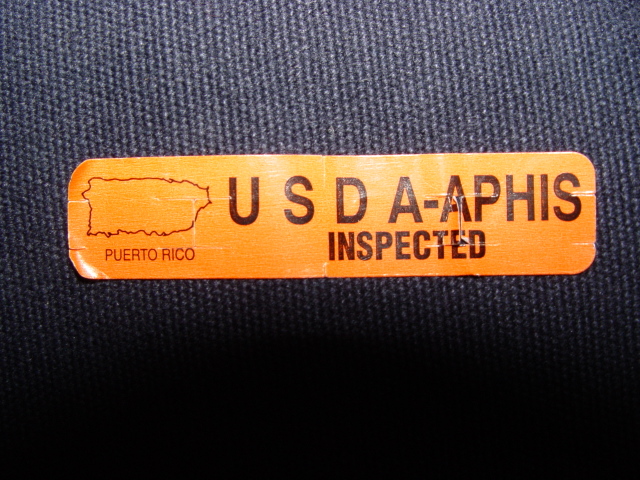 U S D A-APHIS
INSPECTED
PUERTO RICO